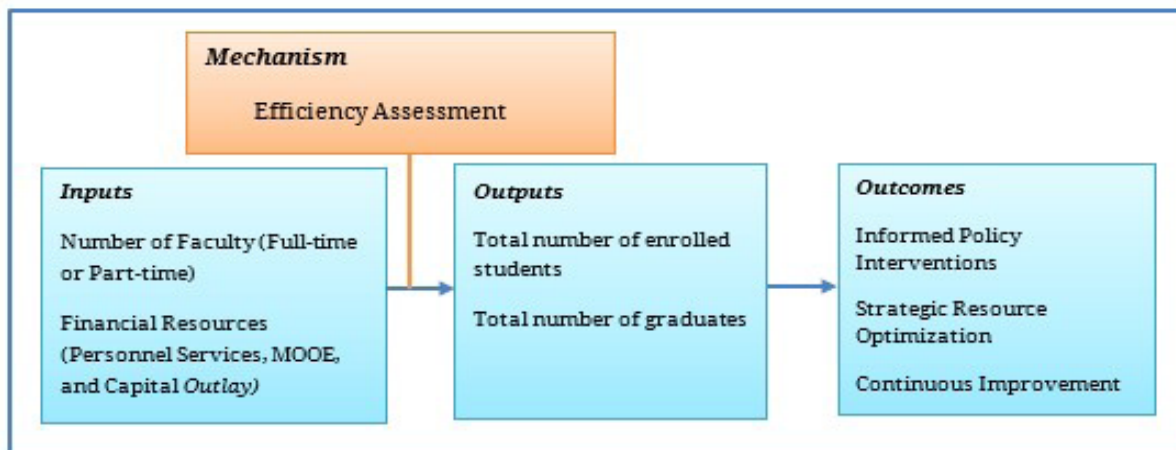 Mechanism
Efficiency Assessment
Inputs
Number of Faculty (Full-time
or Part-time)
Financial Resources
(Personnel Services, MOOE,
and Capital Outlay)
Outputs
Total number of enrolled
students
Total number of graduates
Outcomes
Informed Policy
Interventions
Strategic Resource
Optimization
Continuous Improvement